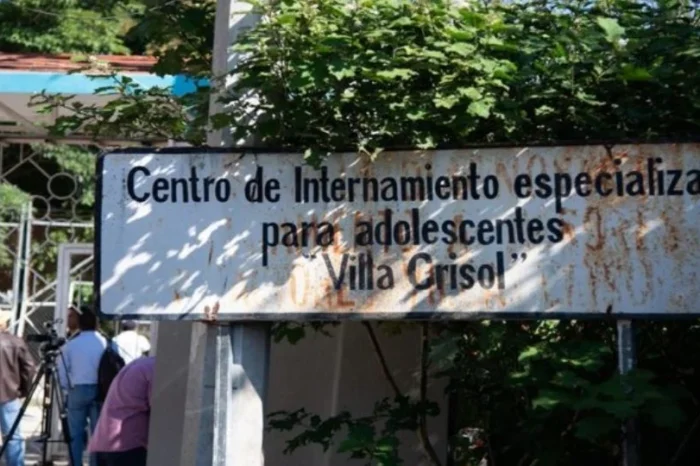 Centro de Internamiento especializa
para adolescentes
"Villa Crisol"